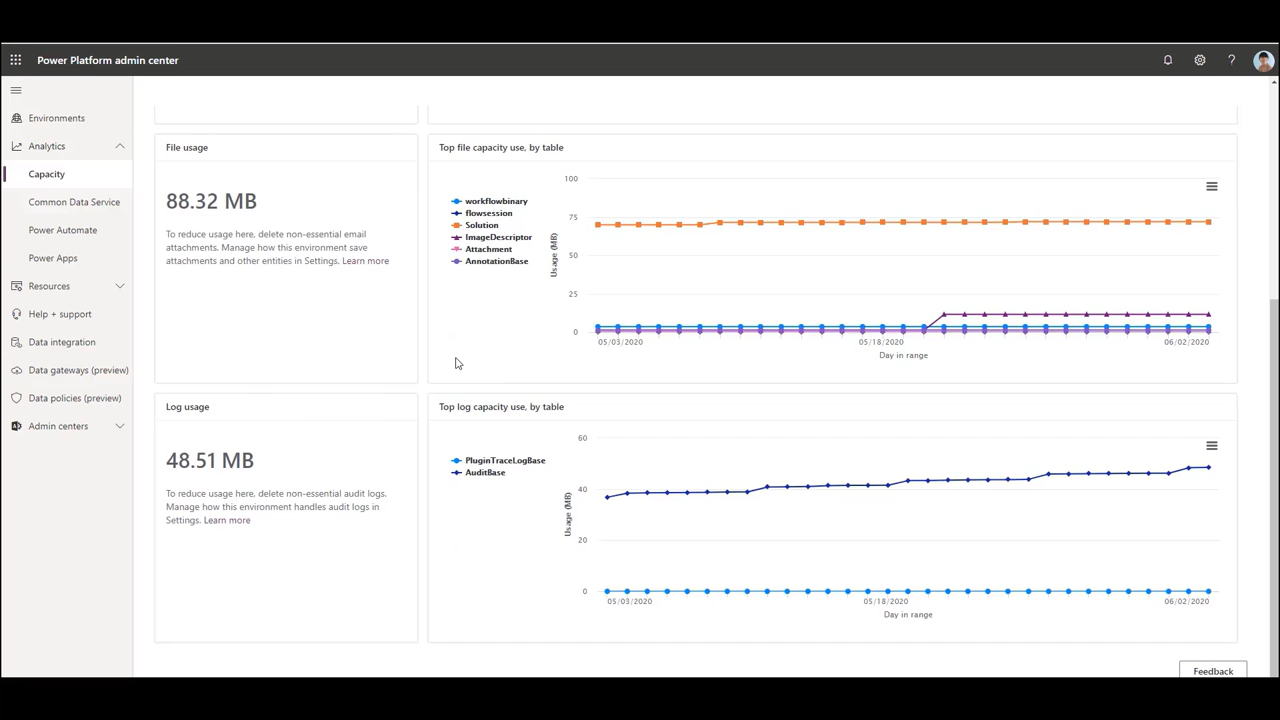 Power Platform admin center
?
Environments
Analytics
Capacity
Common Data Service
Power Automate
Power Apps
Resources
Help + support
Data integration
Data gateways (preview)
Data policies (preview)
Admin centers
File usage
88.32 MB
To reduce usage here, delete non-essential email
attachments. Manage how this environment save
attachments and other entities in Settings. Learn more
Top file capacity use, by table
workflowbinary
flowsession
Solution
ImageDescriptor
Attachment
AnnotationBase
Usage (MB)
100
75
50
25
0
05/03/2020 05/18/2020 06/02/2020
Day in range
Log usage
48.51 MB
To reduce usage here, delete non-essential audit logs.
Manage how this environment handles audit logs in
Settings. Learn more
Top log capacity use, by table
PluginTraceLogBase
AuditBase
Usage (MB)
60
40
20
0
05/03/2020 05/18/2020 06/02/2020
Day in range
Feedback